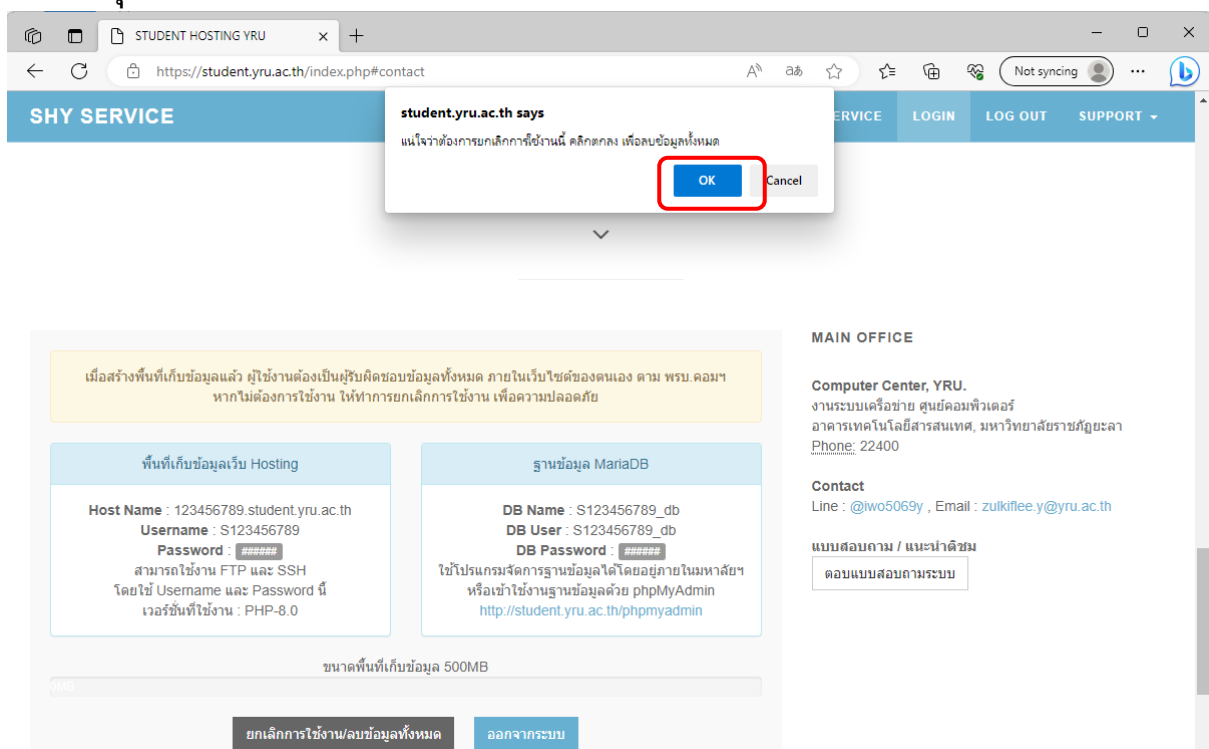 STUDENT HOSTING YRU
https://student.yru.ac.th/index.php#contact
Not syncing
SHY SERVICE
ERVICE
LOGIN
LOG OUT
SUPPORT
student.yru.ac.th says
แน่ใจว่าต้องการยกเลิกการใช้งานนี้ คลิกตกลง เพื่อลบข้อมูลทั้งหมด
OK
Cancel
เมื่อสร้างพื้นที่เก็บข้อมูลแล้ว ผู้ใช้งานต้องเป็นผู้รับผิดชอบข้อมูลทั้งหมด ภายในเว็บไซต์ของตนเอง ตาม พรบ.คอมฯ
หากไม่ต้องการใช้งาน ให้ทำการยกเลิกการใช้งาน เพื่อความปลอดภัย
พื้นที่เก็บข้อมูลเว็บ Hosting
Host Name : 123456789.student.yru.ac.th
Username : S123456789
Password : ######
สามารถใช้งาน FTP และ SSH
โดยใช้ Username และ Password นี้
เวอร์ชั่นที่ใช้งาน : PHP-8.0
ฐานข้อมูล MariaDB
DB Name : S123456789_db
DB User : S123456789_db
DB Password : ######
ใช้โปรแกรมจัดการฐานข้อมูลได้โดยอยู่ภายในมหาลัยฯ
หรือเข้าใช้งานฐานข้อมูลด้วย phpMyAdmin
http://student.yru.ac.th/phpmyadmin
ขนาดพื้นที่เก็บข้อมูล 500MB
0MB
ยกเลิกการใช้งาน/ลบข้อมูลทั้งหมด
ออกจากระบบ
MAIN OFFICE
Computer Center, YRU.
งานระบบเครือข่าย ศูนย์คอมพิวเตอร์
อาคารเทคโนโลยีสารสนเทศ, มหาวิทยาลัยราชภัฏยะลา
Phone: 22400
Contact
Line : @iwo5069y , Email : zulkiflee.y@yru.ac.th
แบบสอบถาม / แนะนำติชม
ตอบแบบสอบถามระบบ